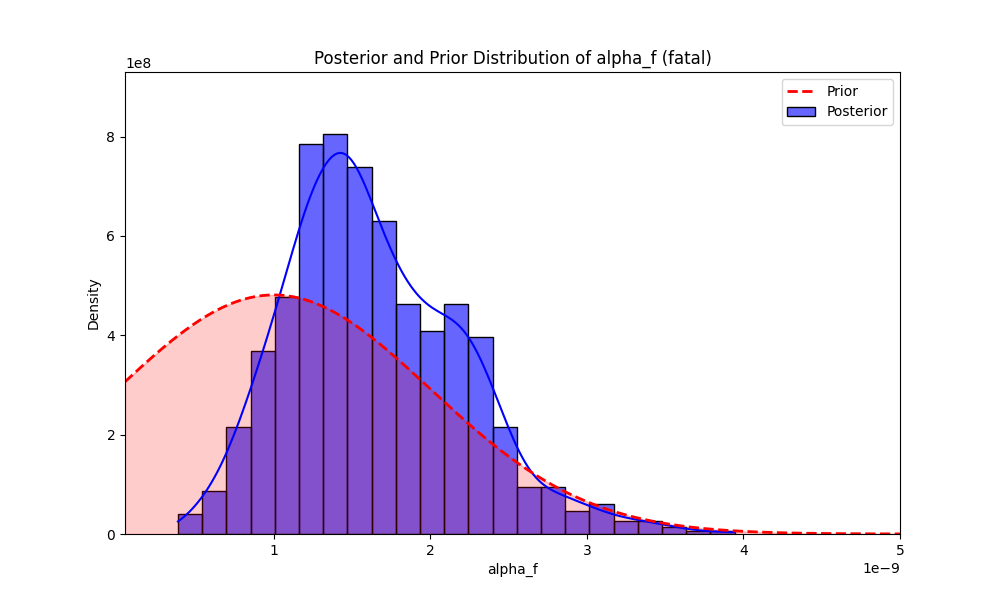 Posterior and Prior Distribution of alpha_f (fatal)
1e8
Prior
Posterior
8
6
4
2
0
Density
1
2
3
4
5
alpha_f
1e−9